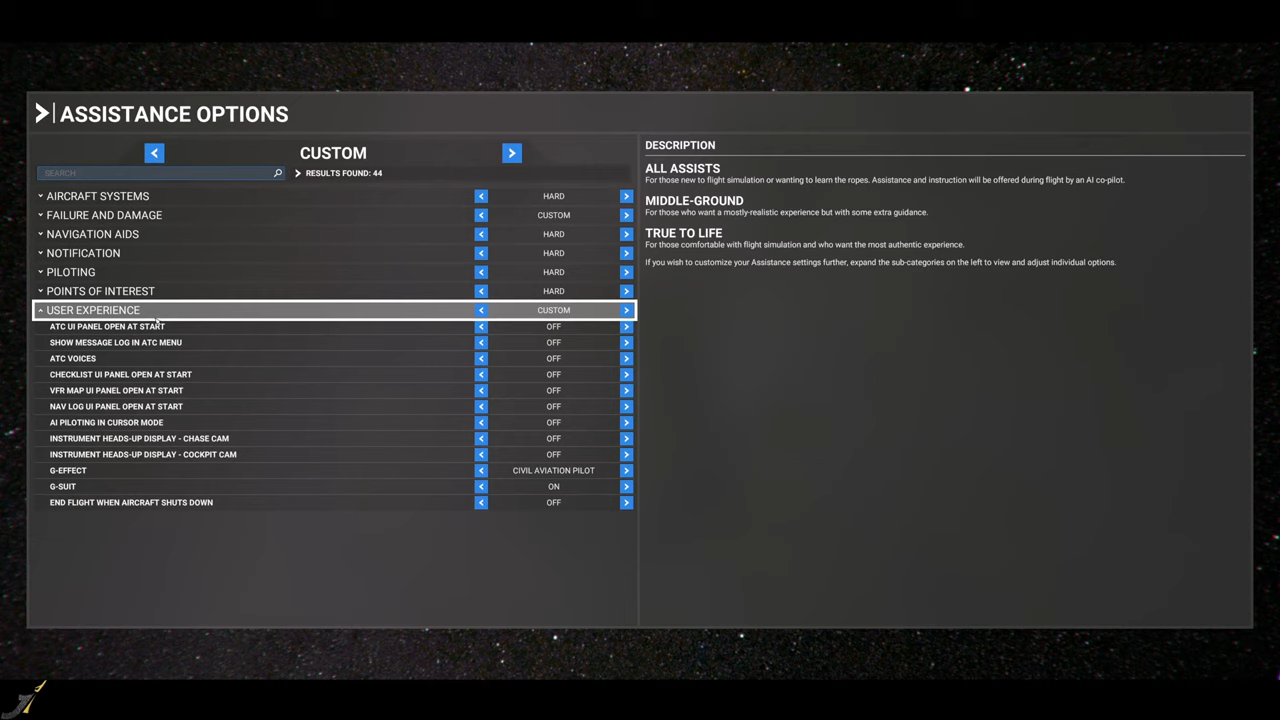 ASSISTANCE OPTIONS
CUSTOM
SEARCH
RESULTS FOUND: 44
AIRCRAFT SYSTEMS HARD
FAILURE AND DAMAGE CUSTOM
NAVIGATION AIDS HARD
NOTIFICATION HARD
PILOTING HARD
POINTS OF INTEREST HARD
USER EXPERIENCE CUSTOM
ATC UI PANEL OPEN AT START OFF
SHOW MESSAGE LOG IN ATC MENU OFF
ATC VOICES OFF
CHECKLIST UI PANEL OPEN AT START OFF
VFR MAP UI PANEL OPEN AT START OFF
NAV LOG UI PANEL OPEN AT START OFF
AI PILOTING IN CURSOR MODE OFF
INSTRUMENT HEADS-UP DISPLAY - CHASE CAM OFF
INSTRUMENT HEADS-UP DISPLAY - COCKPIT CAM OFF
G-EFFECT CIVIL AVIATION PILOT
G-SUIT ON
END FLIGHT WHEN AIRCRAFT SHUTS DOWN OFF
DESCRIPTION
ALL ASSISTS
For those new to flight simulation or wanting to learn the ropes. Assistance and instruction will be offered during flight by an AI co-pilot.
MIDDLE-GROUND
For those who want a mostly-realistic experience but with some extra guidance.
TRUE TO LIFE
For those comfortable with flight simulation and who want the most authentic experience.
If you wish to customize your Assistance settings further, expand the sub-categories on the left to view and adjust individual options.